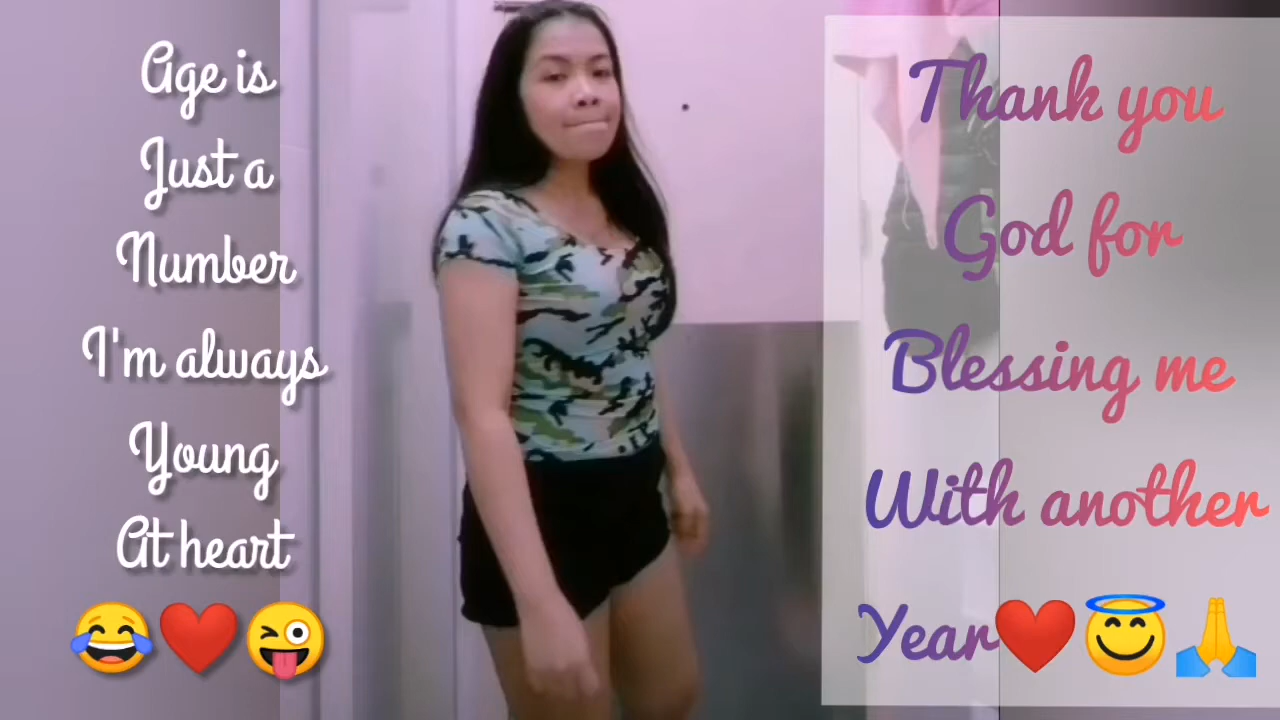 Age is
Just a
Number
I'm always
Young
At heart
😂❤️😜
Thank you
God for
Blessing me
With another
Year❤️😇🙏